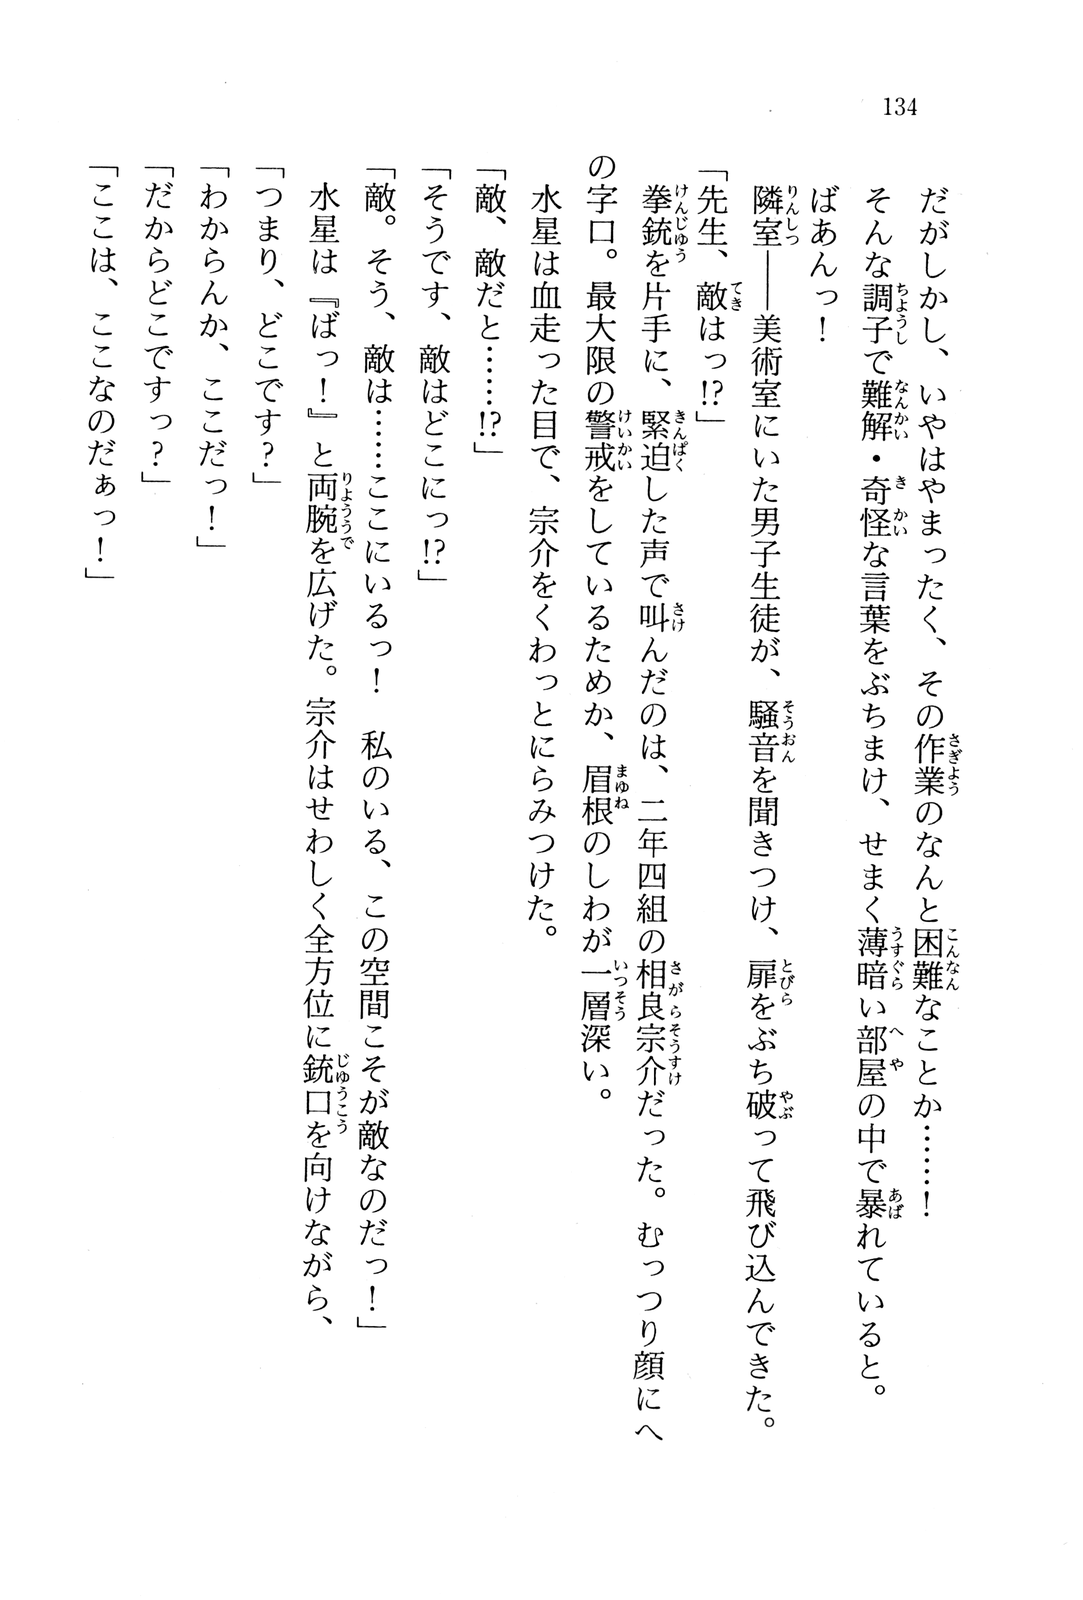 134
だがしかし、いやはやまったく、その作業のなんと困難なことか……！
そんな調子で難解・奇怪な言葉をぶちまけ、せまく薄暗い部屋の中で暴れていると。
ばあんっ！
隣室――美術室にいた男子生徒が、騒音を聞きつけ、扉をぶち破って飛び込んできた。
「先生、敵はっ!?」
拳銃を片手に、緊迫した声で叫んだのは、二年四組の相良宗介だった。むっつり顔にへ
の字口。最大限の警戒をしているためか、眉根のしわが一層深い。
水星は血走った目で、宗介をくわっとにらみつけた。
「敵、敵だと……!?」
「そうです、敵はどこにっ!?」
「敵。そう、敵は……ここにいるっ！　私のいる、この空間こそが敵なのだっ！」
水星は『ばっ！』と両腕を広げた。宗介はせわしく全方位に銃口を向けながら、
「つまり、どこです？」
「わからんか、ここだっ！」
「だからどこですっ？」
「ここは、ここなのだぁっ！」